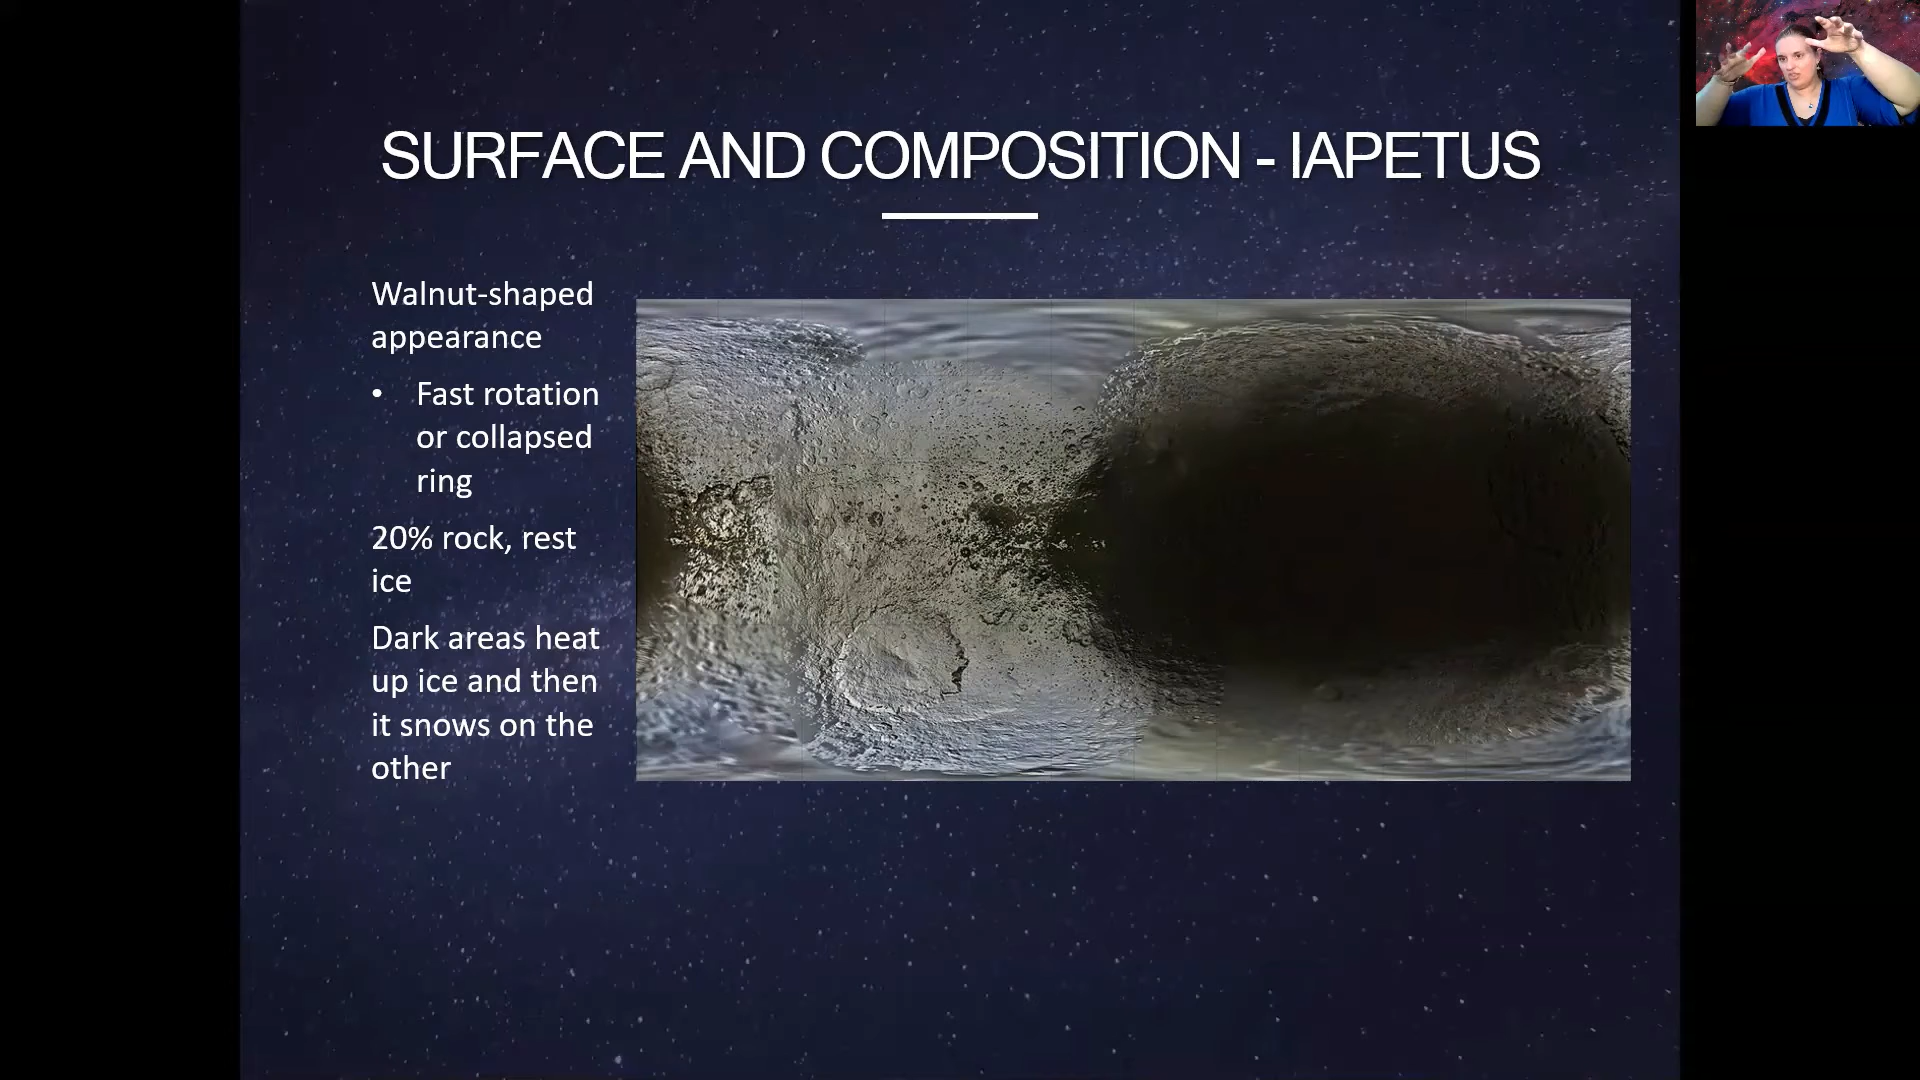 SURFACE AND COMPOSITION - IAPETUS
Walnut-shaped
appearance
• Fast rotation
or collapsed
ring
20% rock, rest
ice
Dark areas heat
up ice and then
it snows on the
other